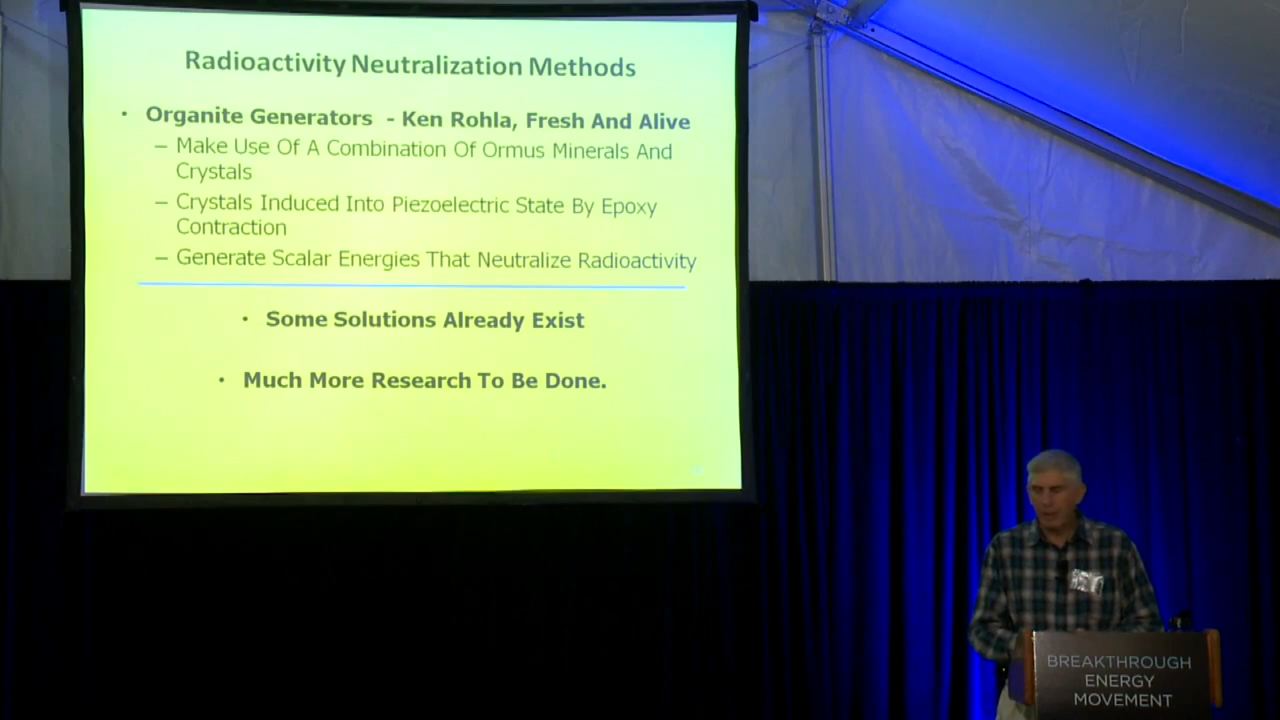 Radioactivity Neutralization Methods
• Organite Generators - Ken Rohla, Fresh And Alive
– Make Use Of A Combination Of Ormus Minerals And
Crystals
– Crystals Induced Into Piezoelectric State By Epoxy
Contraction
– Generate Scalar Energies That Neutralize Radioactivity
• Some Solutions Already Exist
• Much More Research To Be Done.
BREAKTHROUGH
ENERGY
MOVEMENT